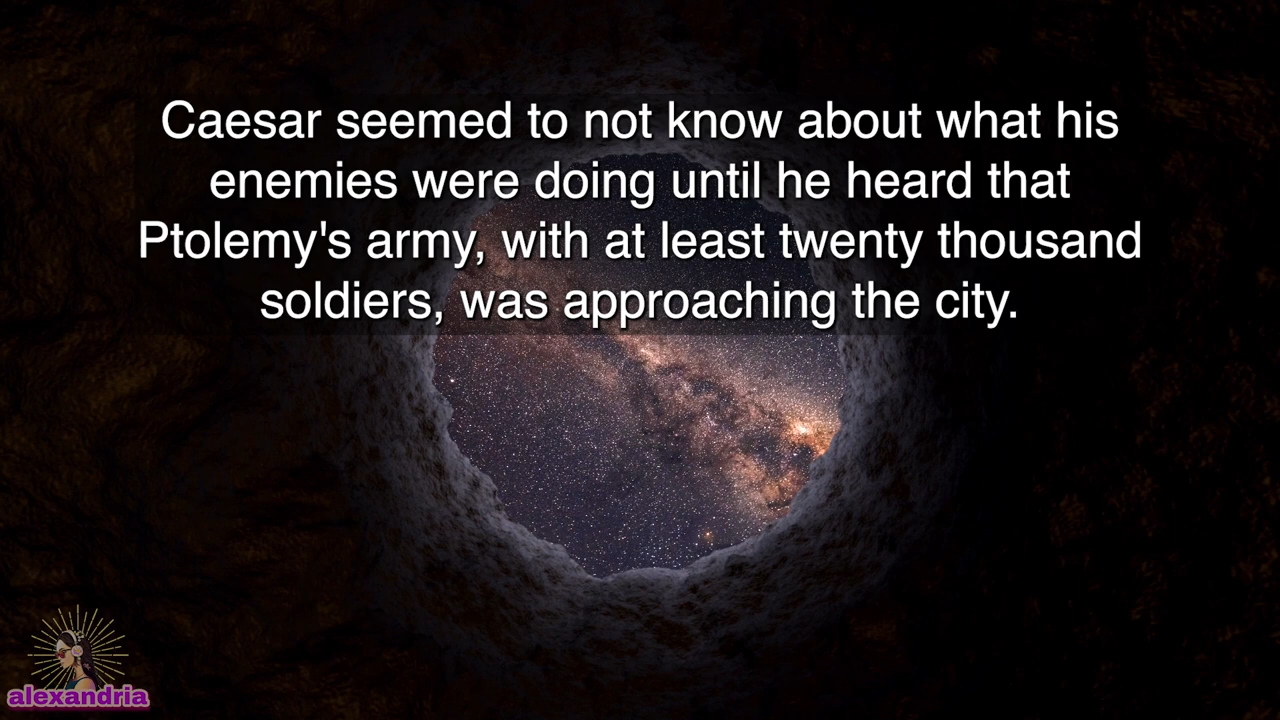 Caesar seemed to not know about what his
enemies were doing until he heard that
Ptolemy's army, with at least twenty thousand
soldiers, was approaching the city.
alexandria